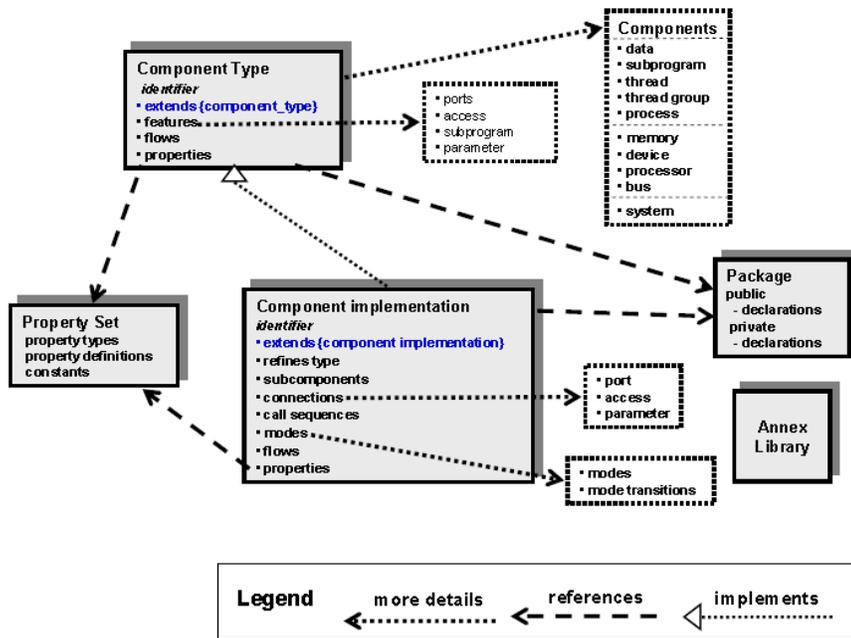 Component Type
identifier
▪ extends {component_type}
▪ features
▪ flows
▪ properties
▪ ports
▪ access
▪ subprogram
▪ parameter
Components
▪ data
▪ subprogram
▪ thread
▪ thread group
▪ process
▪ memory
▪ device
▪ processor
▪ bus
▪ system
Property Set
property types
property definitions
constants
Component implementation
identifier
▪ extends {component implementation}
▪ refines type
▪ subcomponents
▪ connections
▪ call sequences
▪ modes
▪ flows
▪ properties
Package
public
- declarations
private
- declarations
▪ port
▪ access
▪ parameter
▪ modes
▪ mode transitions
Annex
Library
Legend
more details
references
implements